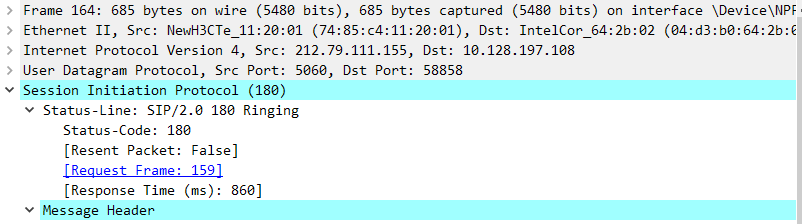 Frame 164: 685 bytes on wire (5480 bits), 685 bytes captured (5480 bits) on interface \Device\NPF
Ethernet II, Src: NewH3CTe_11:20:01 (74:85:c4:11:20:01), Dst: IntelCor_64:2b:02 (04:d3:b0:64:2b:0
Internet Protocol Version 4, Src: 212.79.111.155, Dst: 10.128.197.108
User Datagram Protocol, Src Port: 5060, Dst Port: 58858
Session Initiation Protocol (180)
Status-Line: SIP/2.0 180 Ringing
Status-Code: 180
[Resent Packet: False]
[Request Frame: 159]
[Response Time (ms): 860]
Message Header